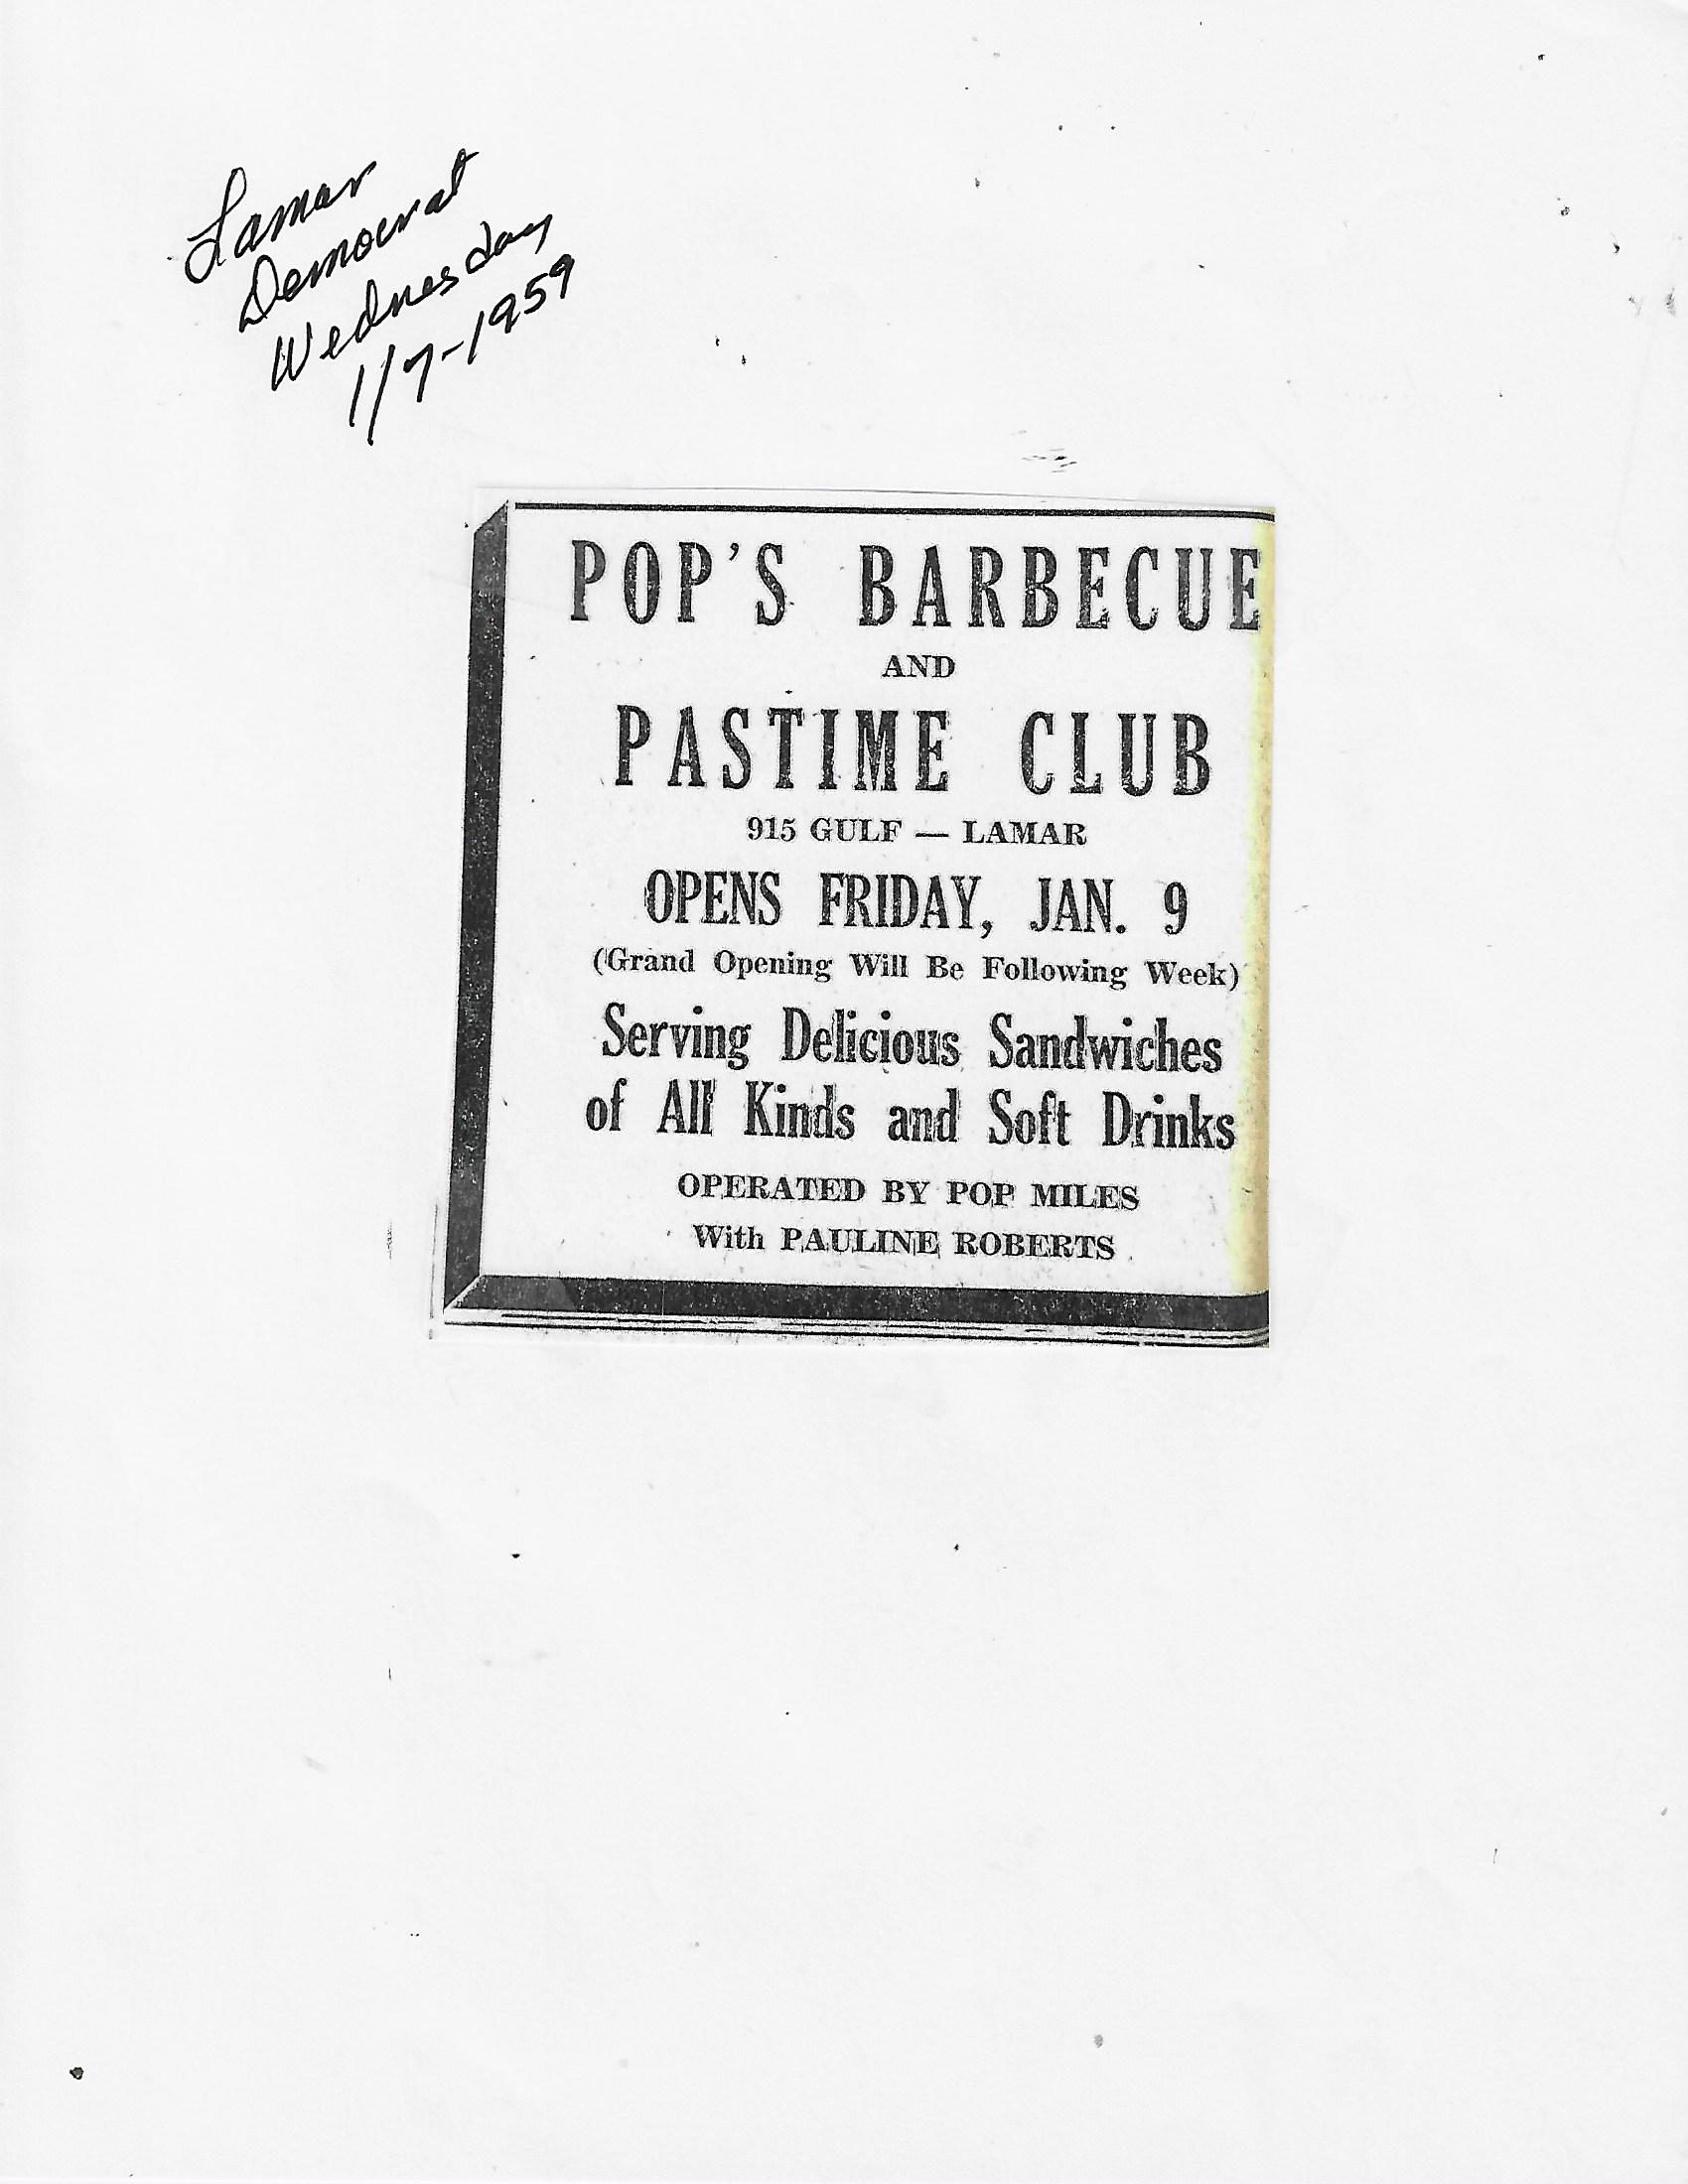 Lamar
Democrat
Wednesday
1/7-1959
POP'S BARBECUE
AND
PASTIME CLUB
915 GULF — LAMAR
OPENS FRIDAY, JAN. 9
(Grand Opening Will Be Following Week)
Serving Delicious Sandwiches
of All Kinds and Soft Drinks
OPERATED BY POP MILES
With PAULINE ROBERTS